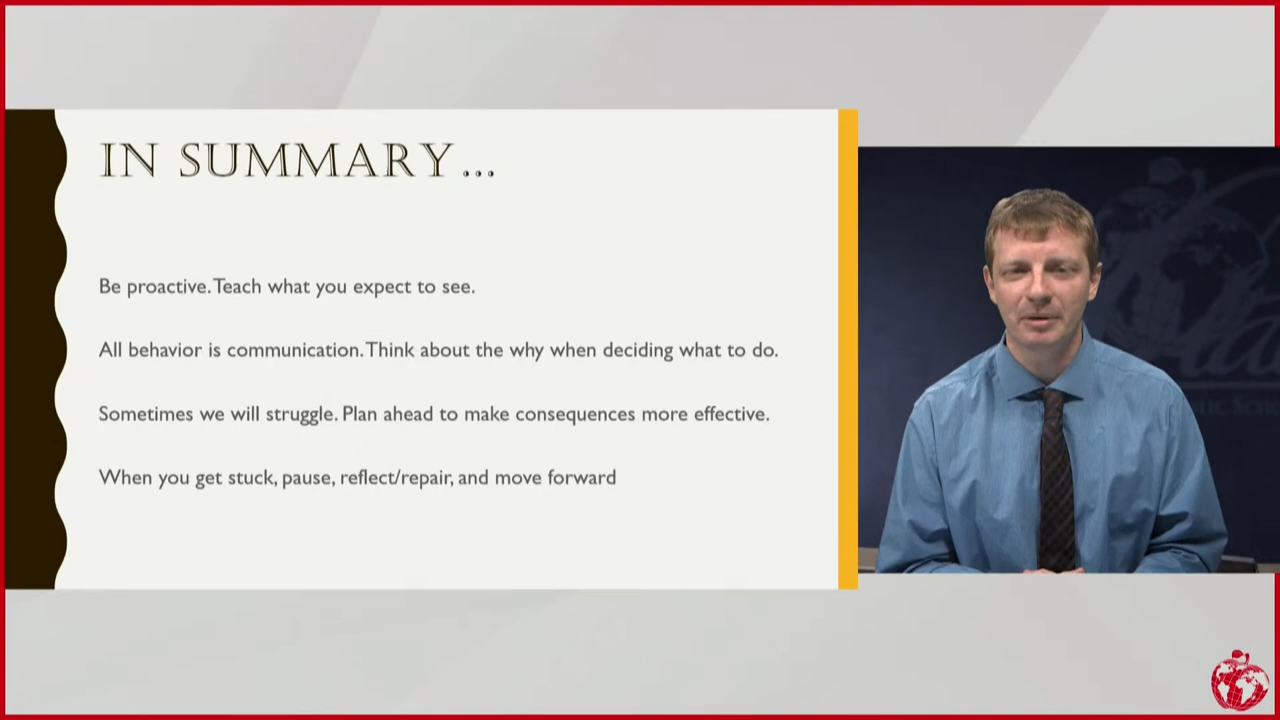 IN SUMMARY...
Be proactive. Teach what you expect to see.
All behavior is communication. Think about the why when deciding what to do.
Sometimes we will struggle. Plan ahead to make consequences more effective.
When you get stuck, pause, reflect/repair, and move forward